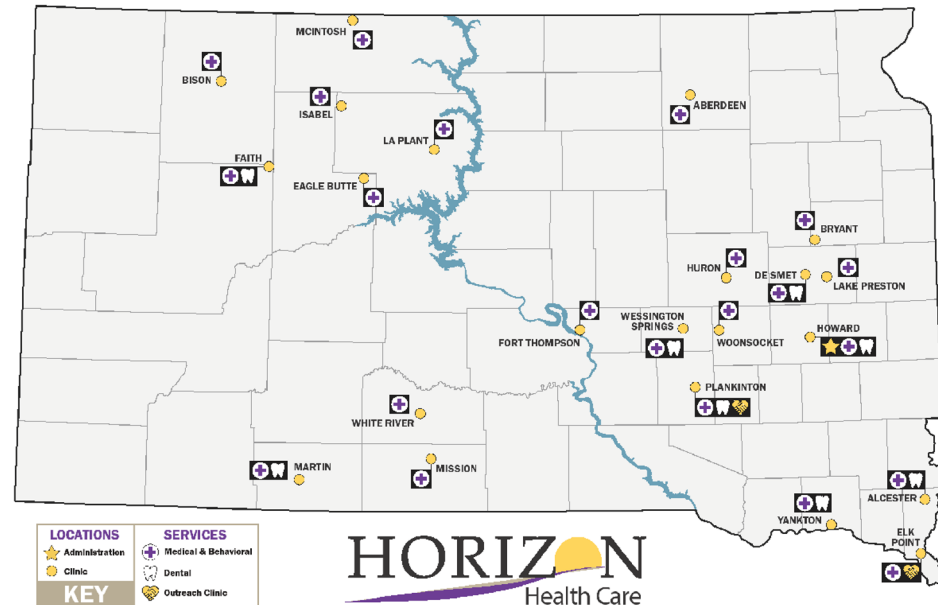 MCINTOSH
BISON
ISABEL
ABERDEEN
LA PLANT
FAITH
EAGLE BUTTE
BRYANT
HURON
DE SMET
LAKE PRESTON
WESSINGTON
SPRINGS
HOWARD
FORT THOMPSON
WOONSOCKET
PLANKINTON
WHITE RIVER
MARTIN
MISSION
ALCESTER
YANKTON
ELK
POINT
LOCATIONS
Administration
Clinic
KEY
SERVICES
Medical & Behavioral
Dental
Outreach Clinic
HORIZON
Health Care